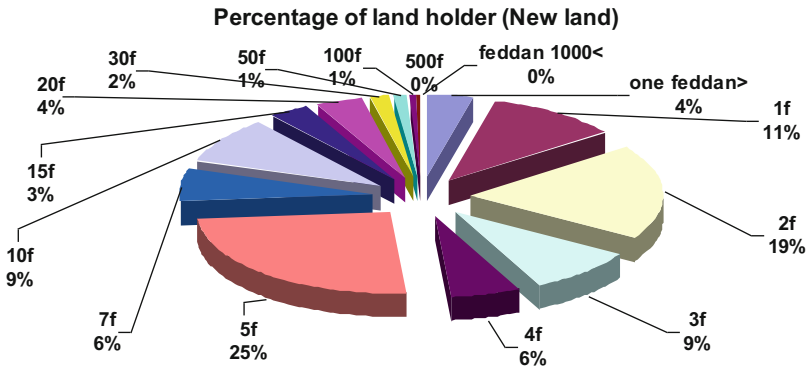 Percentage of land holder (New land)
one feddan>
4%
1f
11%
2f
19%
3f
9%
4f
6%
5f
25%
7f
6%
10f
9%
15f
3%
20f
4%
30f
2%
50f
1%
100f
1%
500f
0%
feddan 1000<
0%